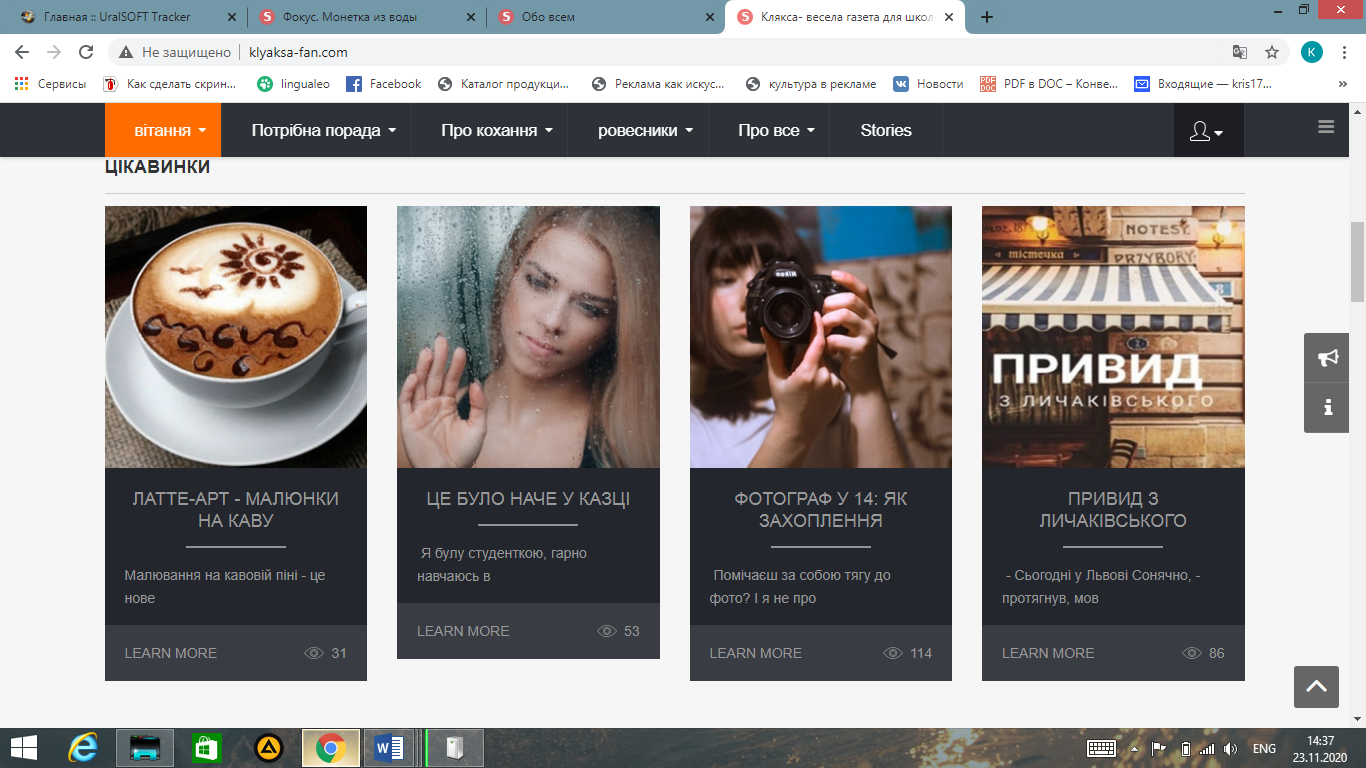 Главная :: UralSOFT Tracker
Фокус. Монетка из воды
Обо всем
Клякса- весела газета для школ
Не защищено
klyaksa-fan.com
K
Сервисы
Как сделать скрин...
lingualeo
Facebook
Каталог продукци...
Реклама как искус...
культура в рекламе
Новости
PDF в DOC – Конве...
Входящие — kris17...
»
вітання
Потрібна порада
Про кохання
ровесники
Про все
Stories
ЦІКАВИНКИ
Nikon
NOTESY
містечка
PRZYBORY
8
ПРИВИД
З ЛИЧАКІВСЬКОГО
ЛАТТЕ-АРТ - МАЛЮНКИ
НА КАВУ
Малювання на кавовій піні - це
нове
LEARN MORE
31
ЦЕ БУЛО НАЧЕ У КАЗЦІ
Я булу студенткою, гарно
навчаюсь в
LEARN MORE
53
ФОТОГРАФ У 14: ЯК
ЗАХОПЛЕННЯ
Помічаєш за собою тягу до
фото? І я не про
LEARN MORE
114
ПРИВИД З
ЛИЧАКІВСЬКОГО
- Сьогодні у Львові Сонячно, -
протягнув, мов
LEARN MORE
86
ENG
14:37
23.11.2020